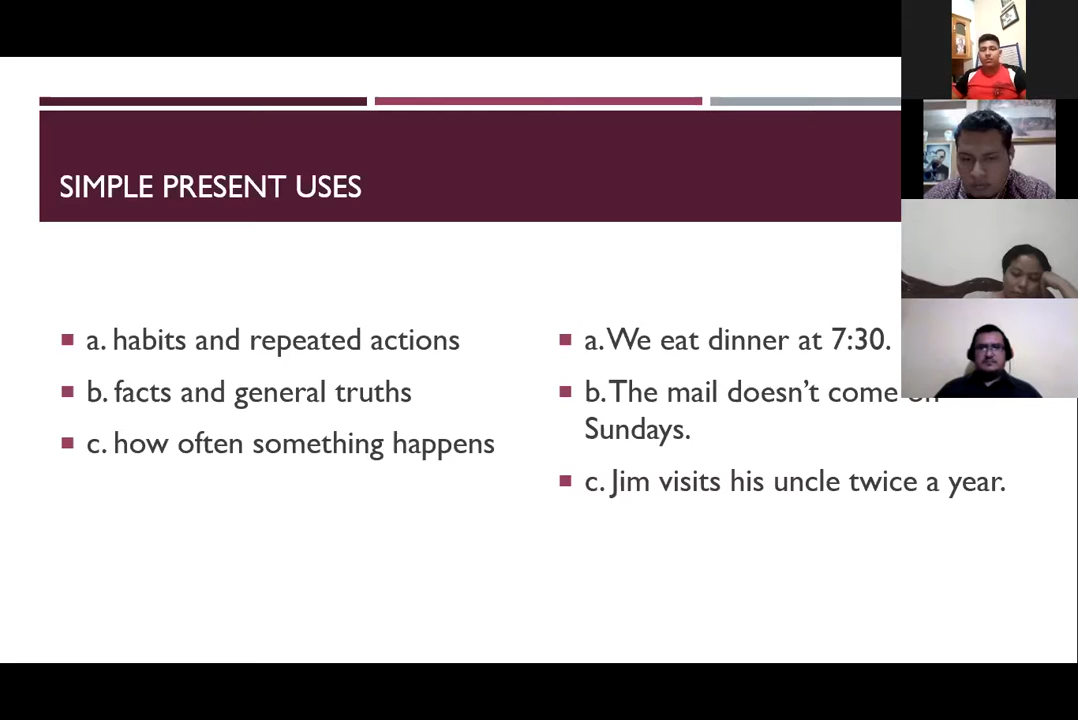 SIMPLE PRESENT USES
a. habits and repeated actions
b. facts and general truths
c. how often something happens
a. We eat dinner at 7:30.
b. The mail doesn't come on
Sundays.
c. Jim visits his uncle twice a year.